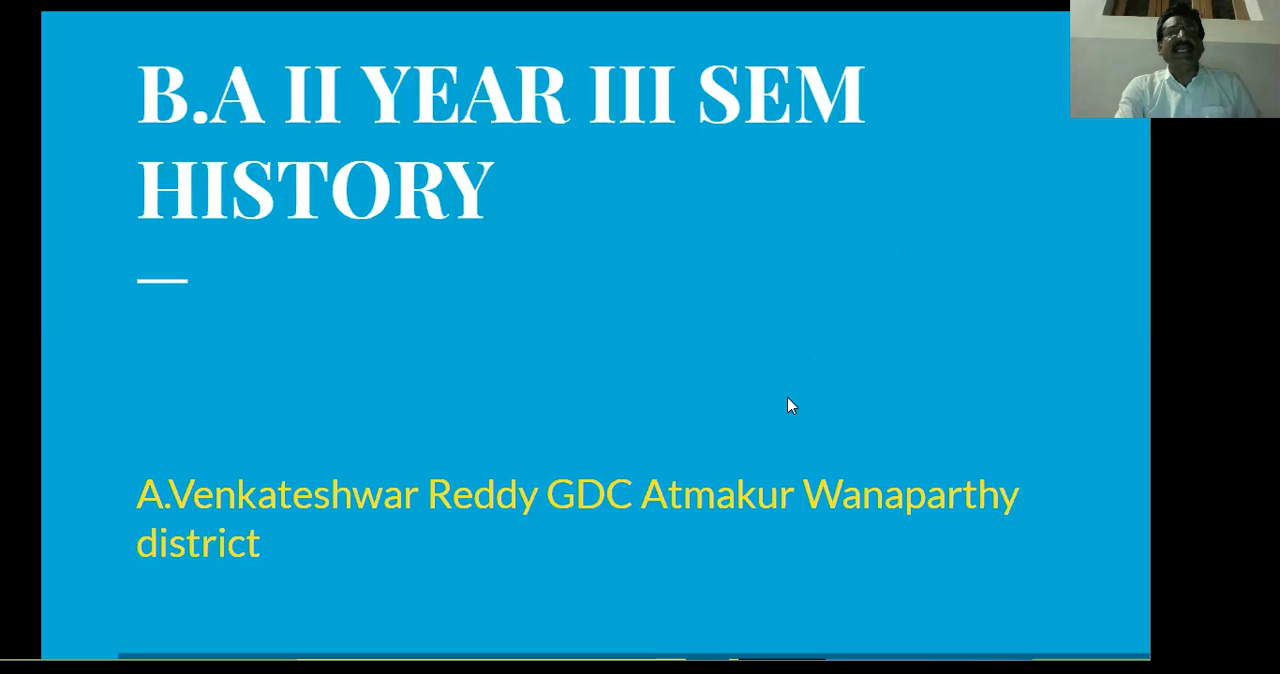 B.A II YEAR III SEM
HISTORY
A.Venkateshwar Reddy GDC Atmakur Wanaparthy
district